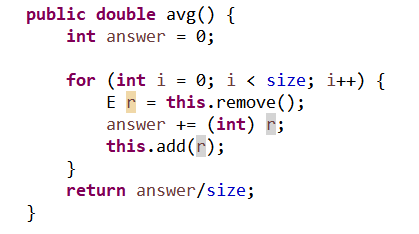 public double avg() {
    int answer = 0;

    for (int i = 0; i < size; i++) {
        E r = this.remove();
        answer += (int) r;
        this.add(r);
    }
    return answer/size;
}